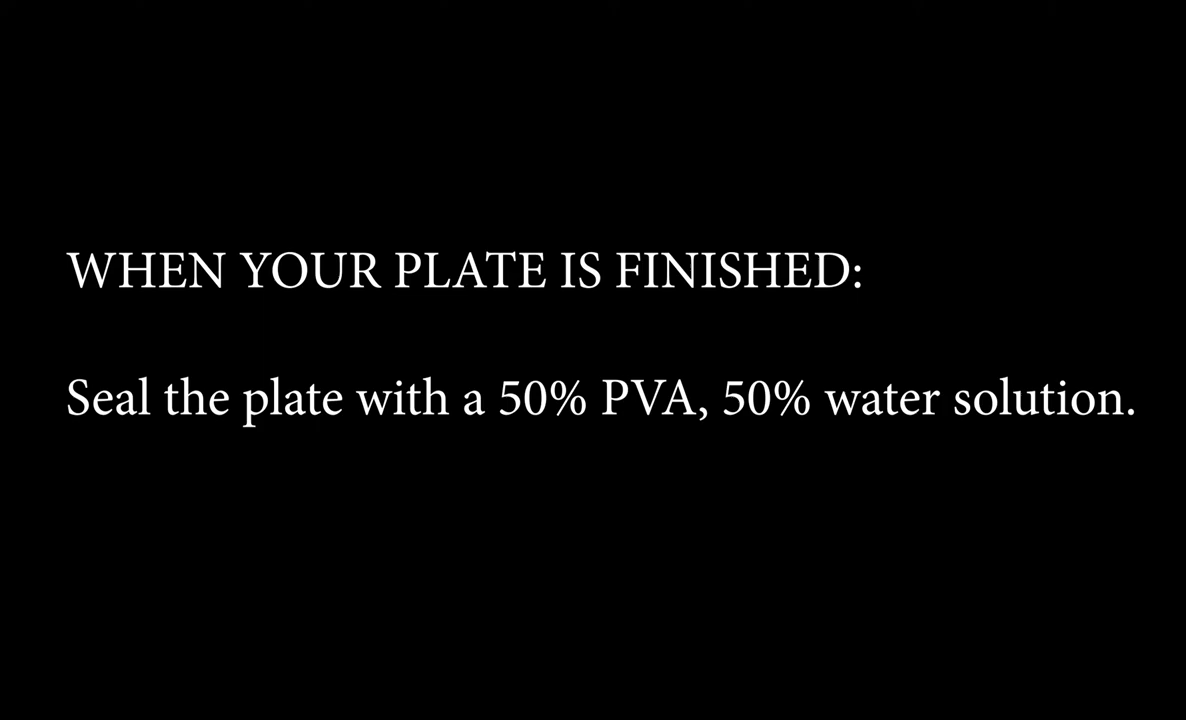 WHEN YOUR PLATE IS FINISHED:
Seal the plate with a 50% PVA, 50% water solution.